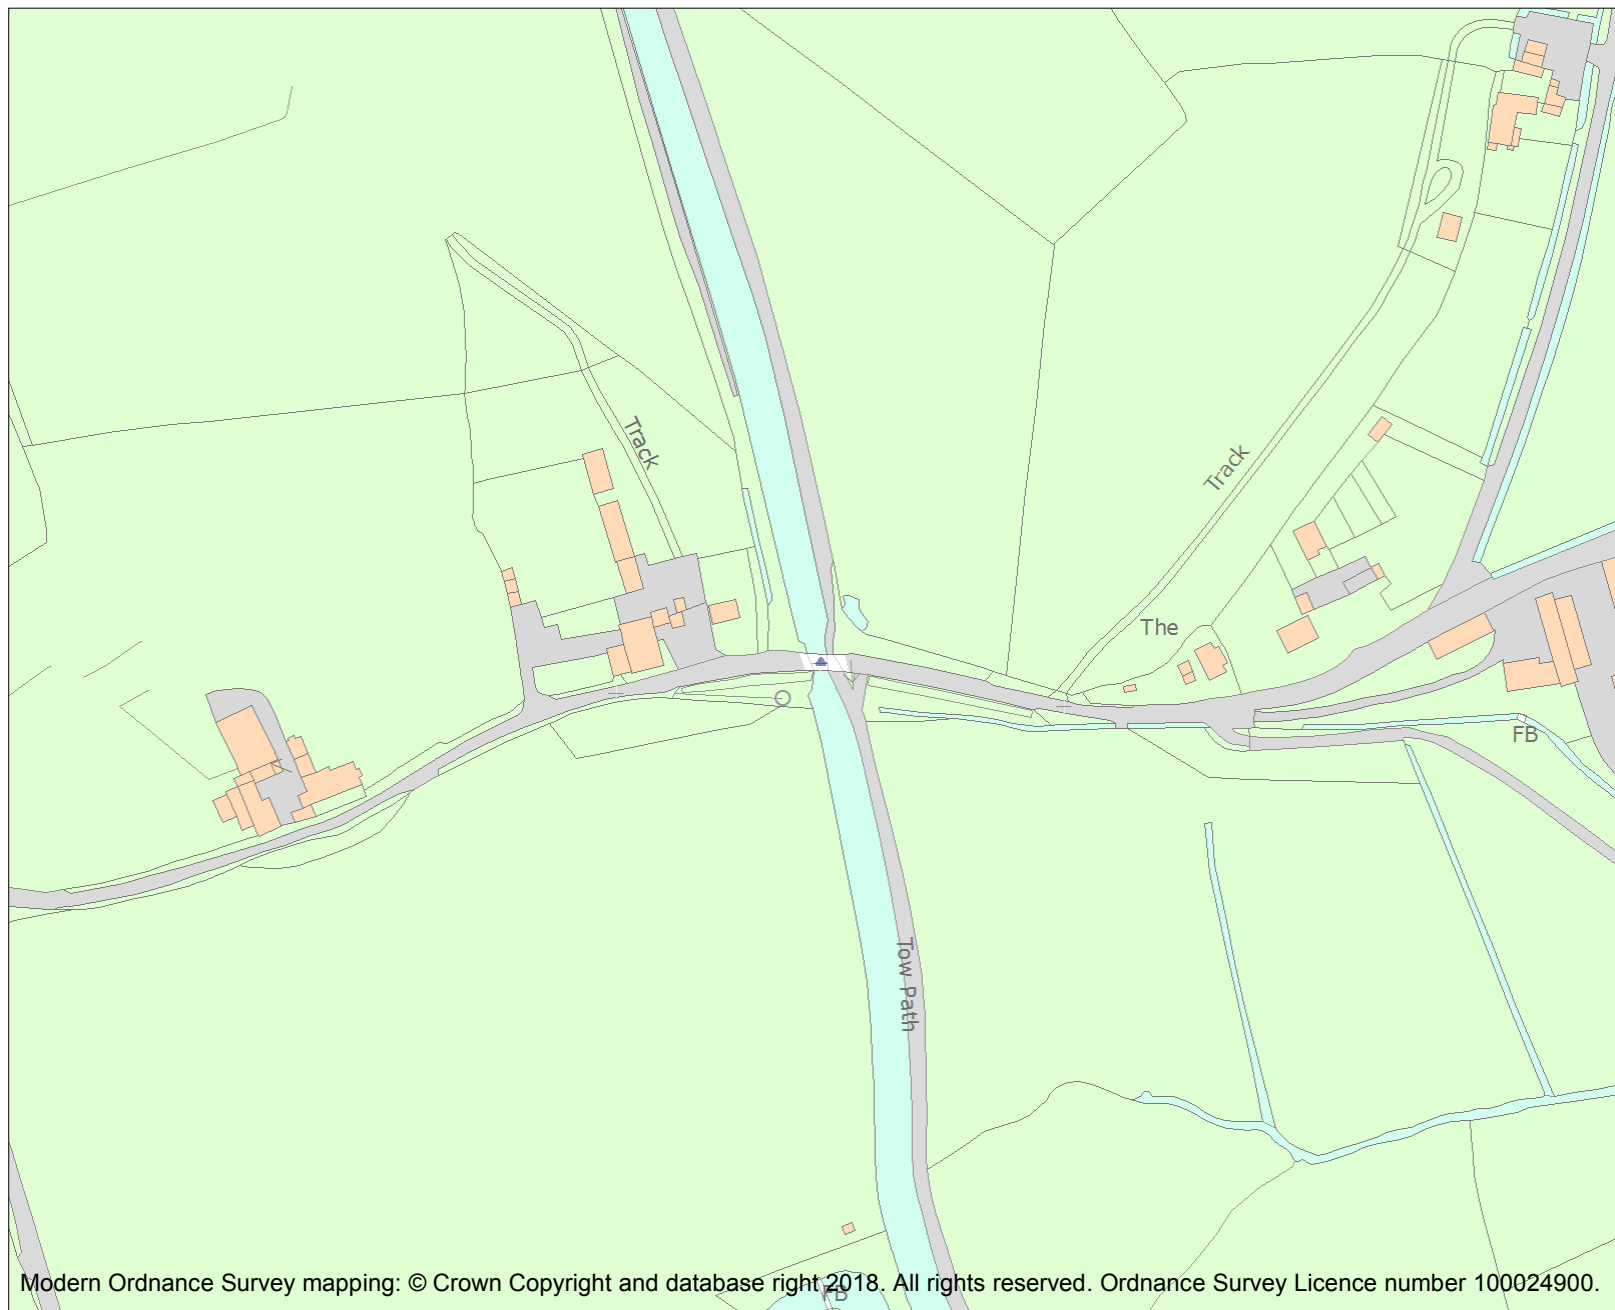 Track
Track
The
FB
Tow Path
FB
Modern Ordnance Survey mapping: © Crown Copyright and database right 2018. All rights reserved. Ordnance Survey Licence number 100024900.